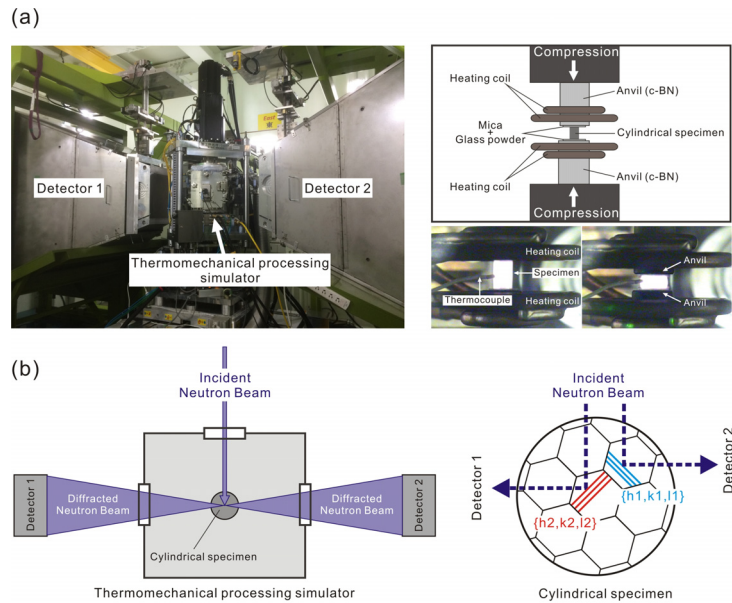 (a)
Detector 1
Detector 2
Thermomechanical processing
simulator
Compression
Heating coil
Anvil (c-BN)
Mica
+
Glass powder
Cylindrical specimen
Heating coil
Anvil (c-BN)
Compression
Heating coil
Specimen
Thermocouple
Heating coil
Anvil
Anvil
(b)
Incident
Neutron Beam
Detector 1
Diffracted
Neutron Beam
Diffracted
Neutron Beam
Detector 2
Cylindrical specimen
Thermomechanical processing simulator
Incident
Neutron Beam
Detector 1
Detector 2
{h1,k1,l1}
{h2,k2,l2}
Cylindrical specimen